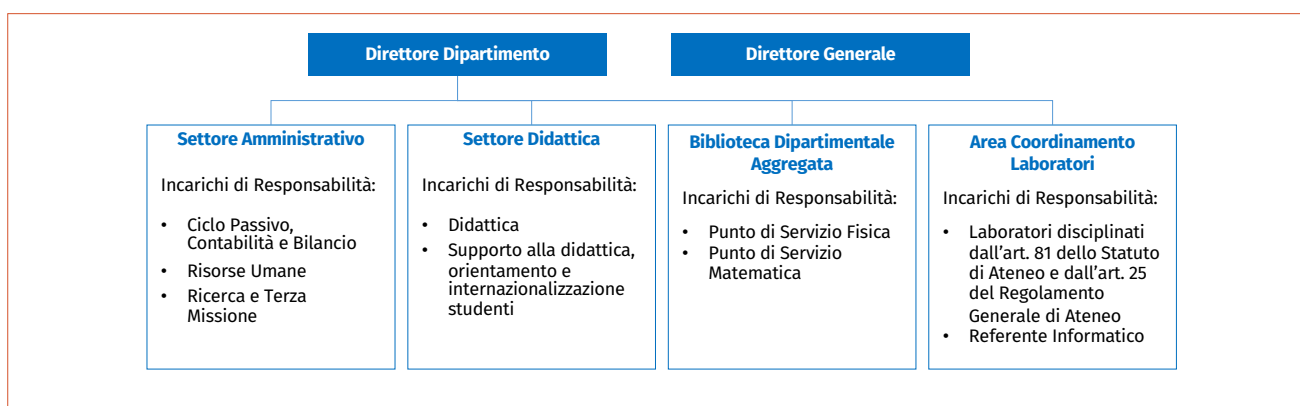 Direttore Dipartimento
Direttore Generale
Settore Amministrativo
Incarichi di Responsabilità:
• Ciclo Passivo,
Contabilità e Bilancio
• Risorse Umane
• Ricerca e Terza
Missione
Settore Didattica
Incarichi di Responsabilità:
• Didattica
• Supporto alla didattica,
orientamento e
internazionalizzazione
studenti
Biblioteca Dipartimentale
Aggregata
Incarichi di Responsabilità:
• Punto di Servizio Fisica
• Punto di Servizio
Matematica
Area Coordinamento
Laboratori
Incarichi di Responsabilità:
• Laboratori disciplinati
dall’art. 81 dello Statuto
di Ateneo e dall’art. 25
del Regolamento
Generale di Ateneo
• Referente Informatico